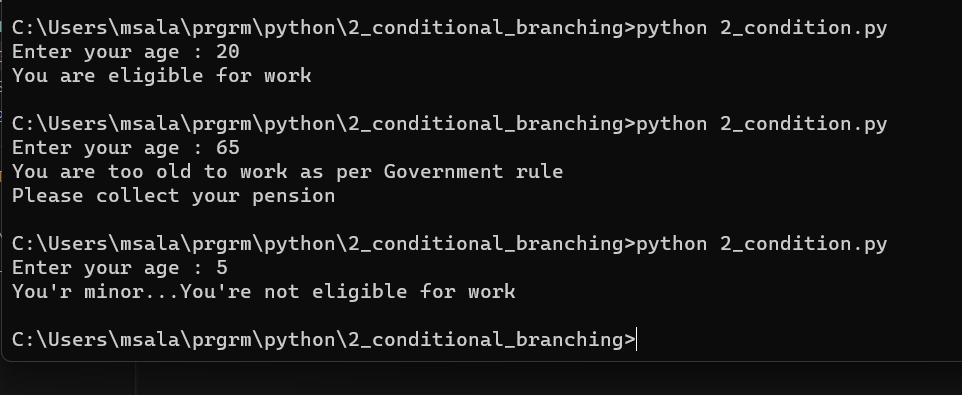 C:\Users\msala\prgrm\python\2_conditional_branching>python 2_condition.py
Enter your age : 20
You are eligible for work
C:\Users\msala\prgrm\python\2_conditional_branching>python 2_condition.py
Enter your age : 65
You are too old to work as per Government rule
Please collect your pension
C:\Users\msala\prgrm\python\2_conditional_branching>python 2_condition.py
Enter your age : 5
You'r minor...You're not eligible for work
C:\Users\msala\prgrm\python\2_conditional_branching>